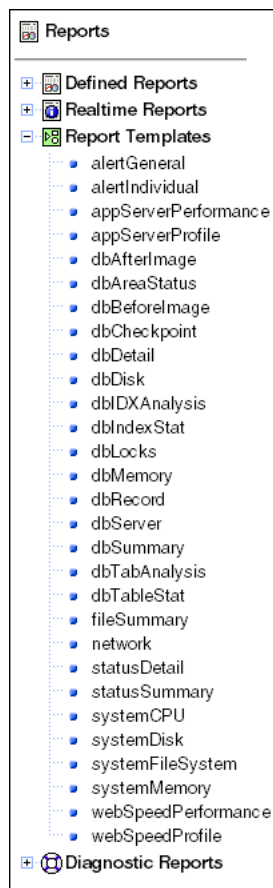 Reports
Defined Reports
Realtime Reports
Report Templates
alertGeneral
alertIndividual
appServerPerformance
appServerProfile
dbAfterImage
dbAreaStatus
dbBeforeImage
dbCheckpoint
dbDetail
dbDisk
dbIDXAnalysis
dbIndexStat
dbLocks
dbMemory
dbRecord
dbServer
dbSummary
dbTabAnalysis
dbTableStat
fileSummary
network
statusDetail
statusSummary
systemCPU
systemDisk
systemFileSystem
systemMemory
webSpeedPerformance
webSpeedProfile
Diagnostic Reports